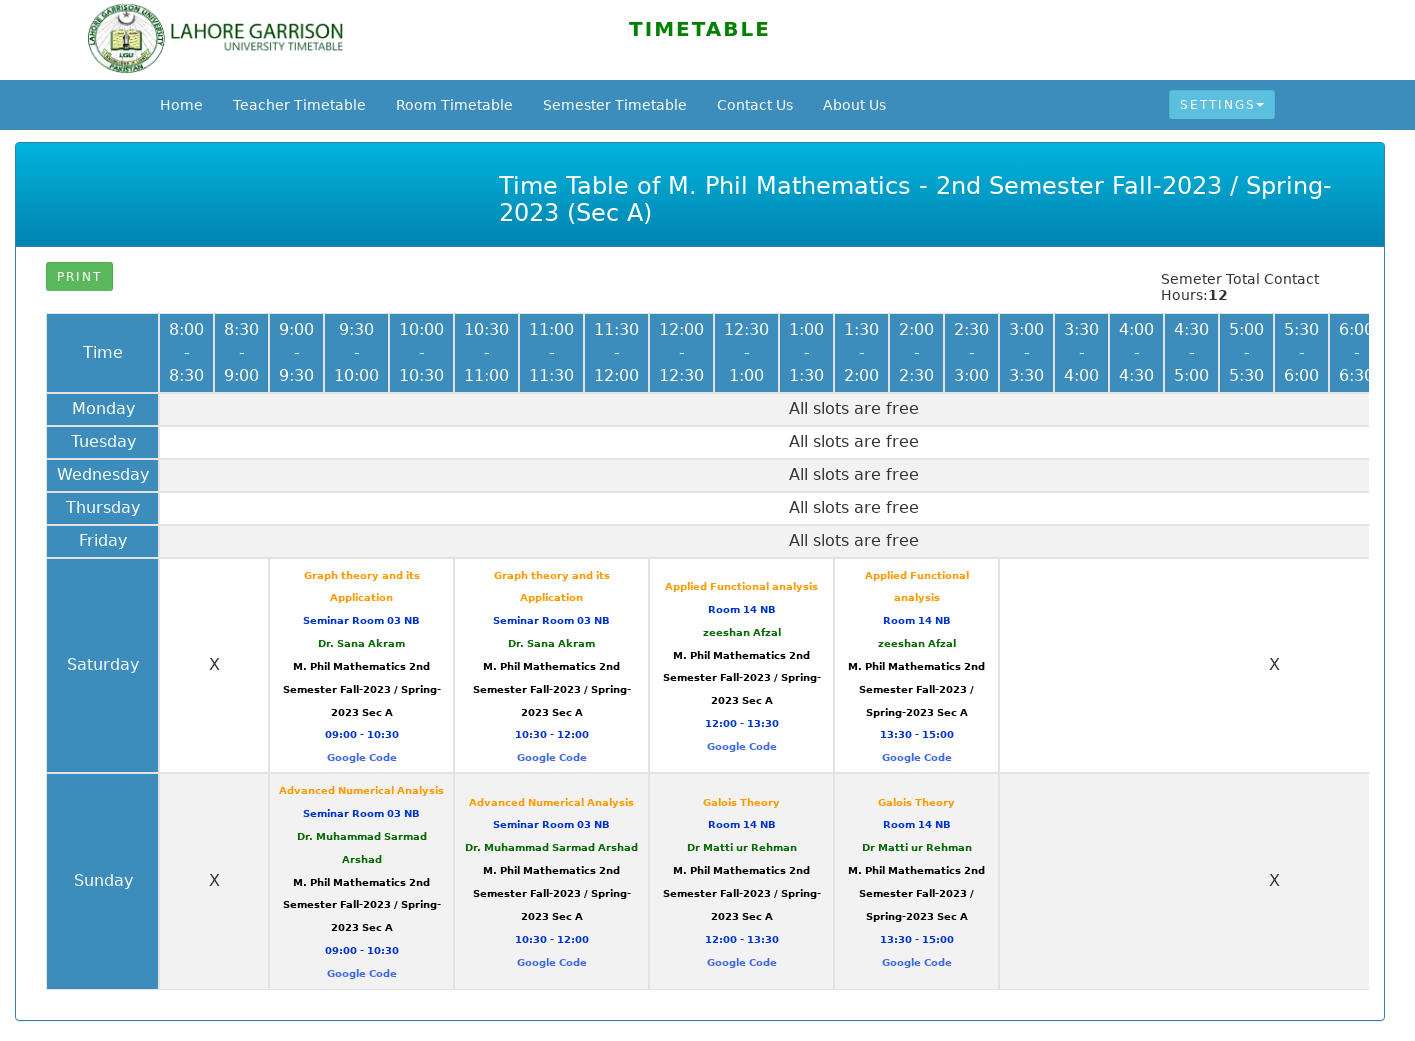 LAHORE GARRISON
UNIVERSITY TIMETABLE
TIMETABLE
Home
Teacher Timetable
Room Timetable
Semester Timetable
Contact Us
About Us
SETTINGS
Time Table of M. Phil Mathematics - 2nd Semester Fall-2023 / Spring-
2023 (Sec A)
PRINT
Semeter Total Contact
Hours:12
Time
8:00
-
8:30
8:30
-
9:00
9:00
-
9:30
9:30
-
10:00
10:00
-
10:30
10:30
-
11:00
11:00
-
11:30
11:30
-
12:00
12:00
-
12:30
12:30
-
1:00
1:00
-
1:30
1:30
-
2:00
2:00
-
2:30
2:30
-
3:00
3:00
-
3:30
3:30
-
4:00
4:00
-
4:30
4:30
-
5:00
5:00
-
5:30
5:30
-
6:00
6:00
-
6:30
Monday
All slots are free
Tuesday
All slots are free
Wednesday
All slots are free
Thursday
All slots are free
Friday
All slots are free
Saturday
X
Graph theory and its
Application
Seminar Room 03 NB
Dr. Sana Akram
M. Phil Mathematics 2nd
Semester Fall-2023 / Spring-
2023 Sec A
09:00 - 10:30
Google Code
Graph theory and its
Application
Seminar Room 03 NB
Dr. Sana Akram
M. Phil Mathematics 2nd
Semester Fall-2023 / Spring-
2023 Sec A
10:30 - 12:00
Google Code
Applied Functional analysis
Room 14 NB
zeeshan Afzal
M. Phil Mathematics 2nd
Semester Fall-2023 / Spring-
2023 Sec A
12:00 - 13:30
Google Code
Applied Functional
analysis
Room 14 NB
zeeshan Afzal
M. Phil Mathematics 2nd
Semester Fall-2023 /
Spring-2023 Sec A
13:30 - 15:00
Google Code
X
Sunday
X
Advanced Numerical Analysis
Seminar Room 03 NB
Dr. Muhammad Sarmad
Arshad
M. Phil Mathematics 2nd
Semester Fall-2023 / Spring-
2023 Sec A
09:00 - 10:30
Google Code
Advanced Numerical Analysis
Seminar Room 03 NB
Dr. Muhammad Sarmad Arshad
M. Phil Mathematics 2nd
Semester Fall-2023 / Spring-
2023 Sec A
10:30 - 12:00
Google Code
Galois Theory
Room 14 NB
Dr Matti ur Rehman
M. Phil Mathematics 2nd
Semester Fall-2023 / Spring-
2023 Sec A
12:00 - 13:30
Google Code
Galois Theory
Room 14 NB
Dr Matti ur Rehman
M. Phil Mathematics 2nd
Semester Fall-2023 /
Spring-2023 Sec A
13:30 - 15:00
Google Code
X